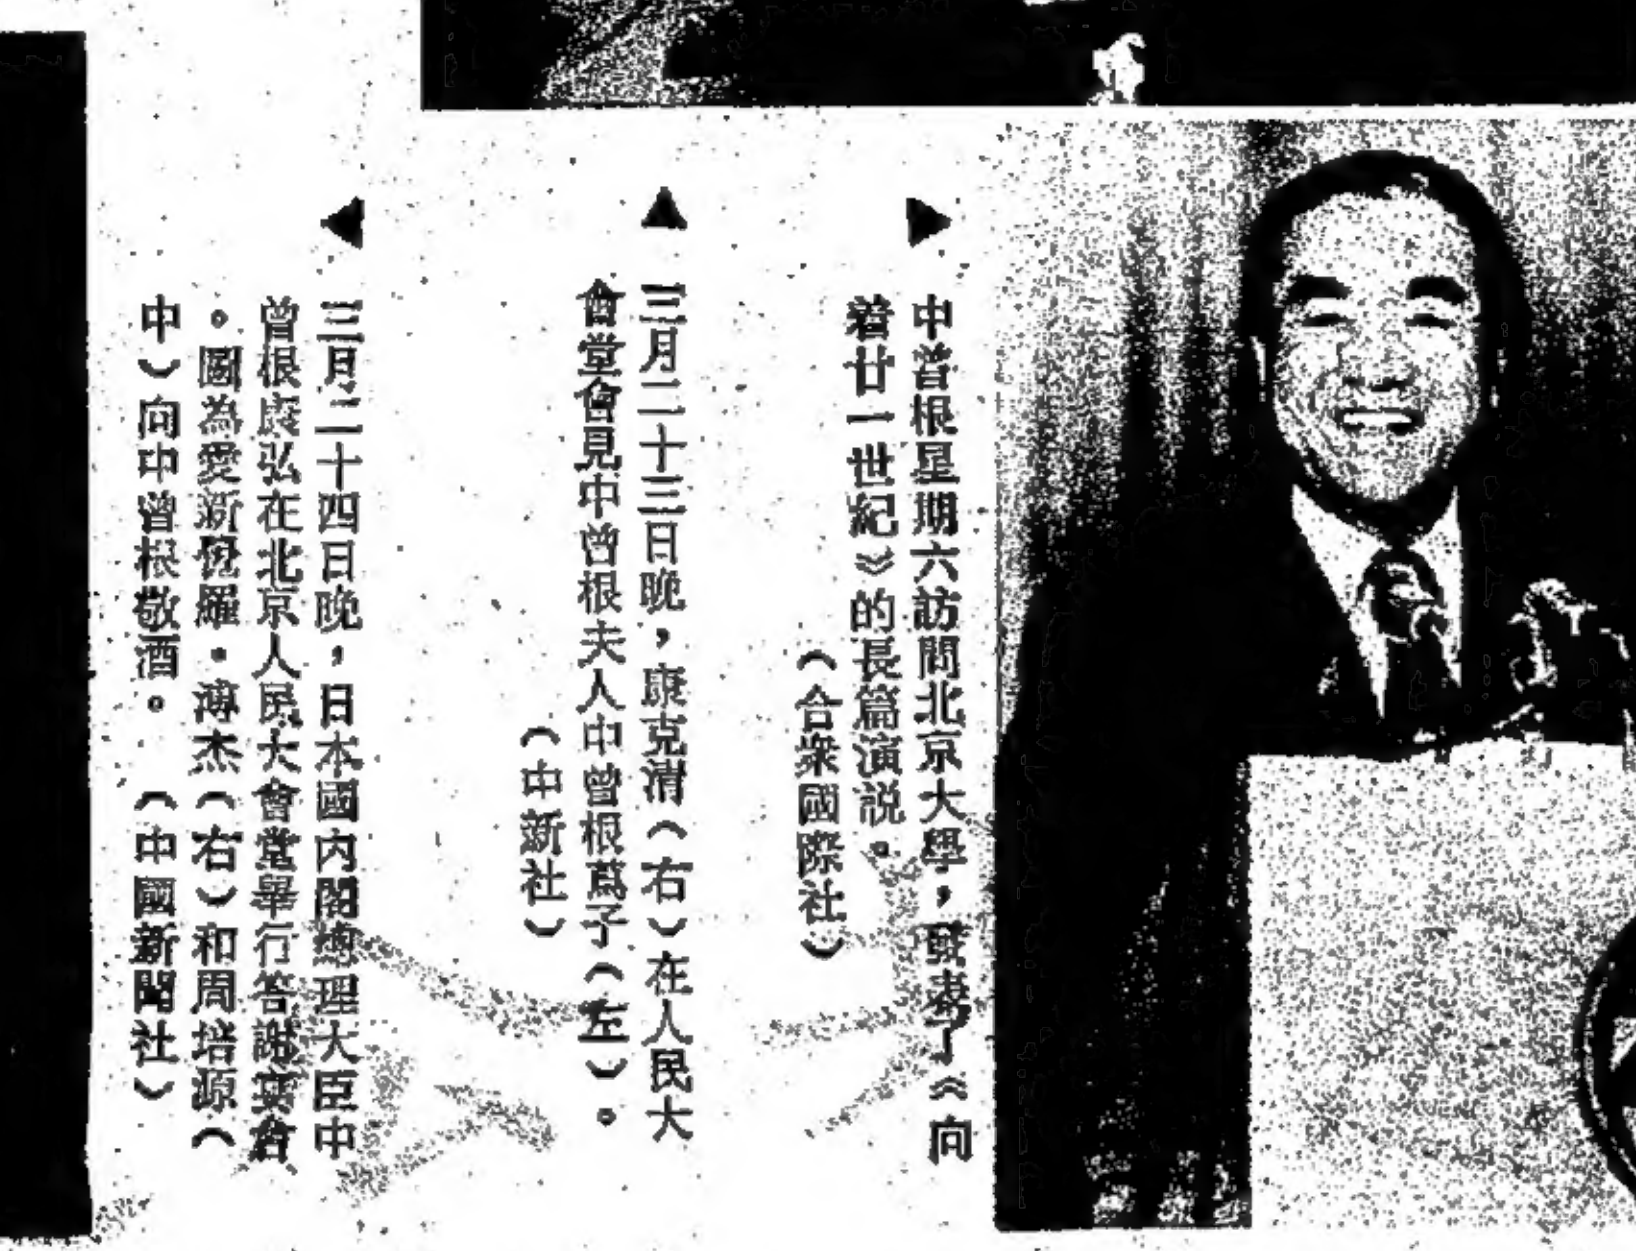 中曾根星期六訪問北京大學，發表了《向
着廿一世紀》的長篇演説。
（合衆國際社）
三月二十三日晚，康克清（右）在人民大
會堂會見中曾根夫人中曾根蔦子（左）。
（中新社）
三月二十四日晚，日本國內閣總理大臣中
曾根康弘在北京人民大會堂舉行答謝宴會
。圖為愛新覺羅・溥杰（右）和周培源（
中）向中曾根敬酒。（中國新聞社）